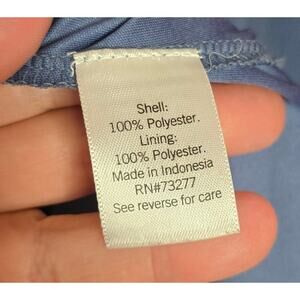 Shell:
100% Polyester.
Lining:
100% Polyester.
Made in Indonesia
RN#73277
See reverse for care